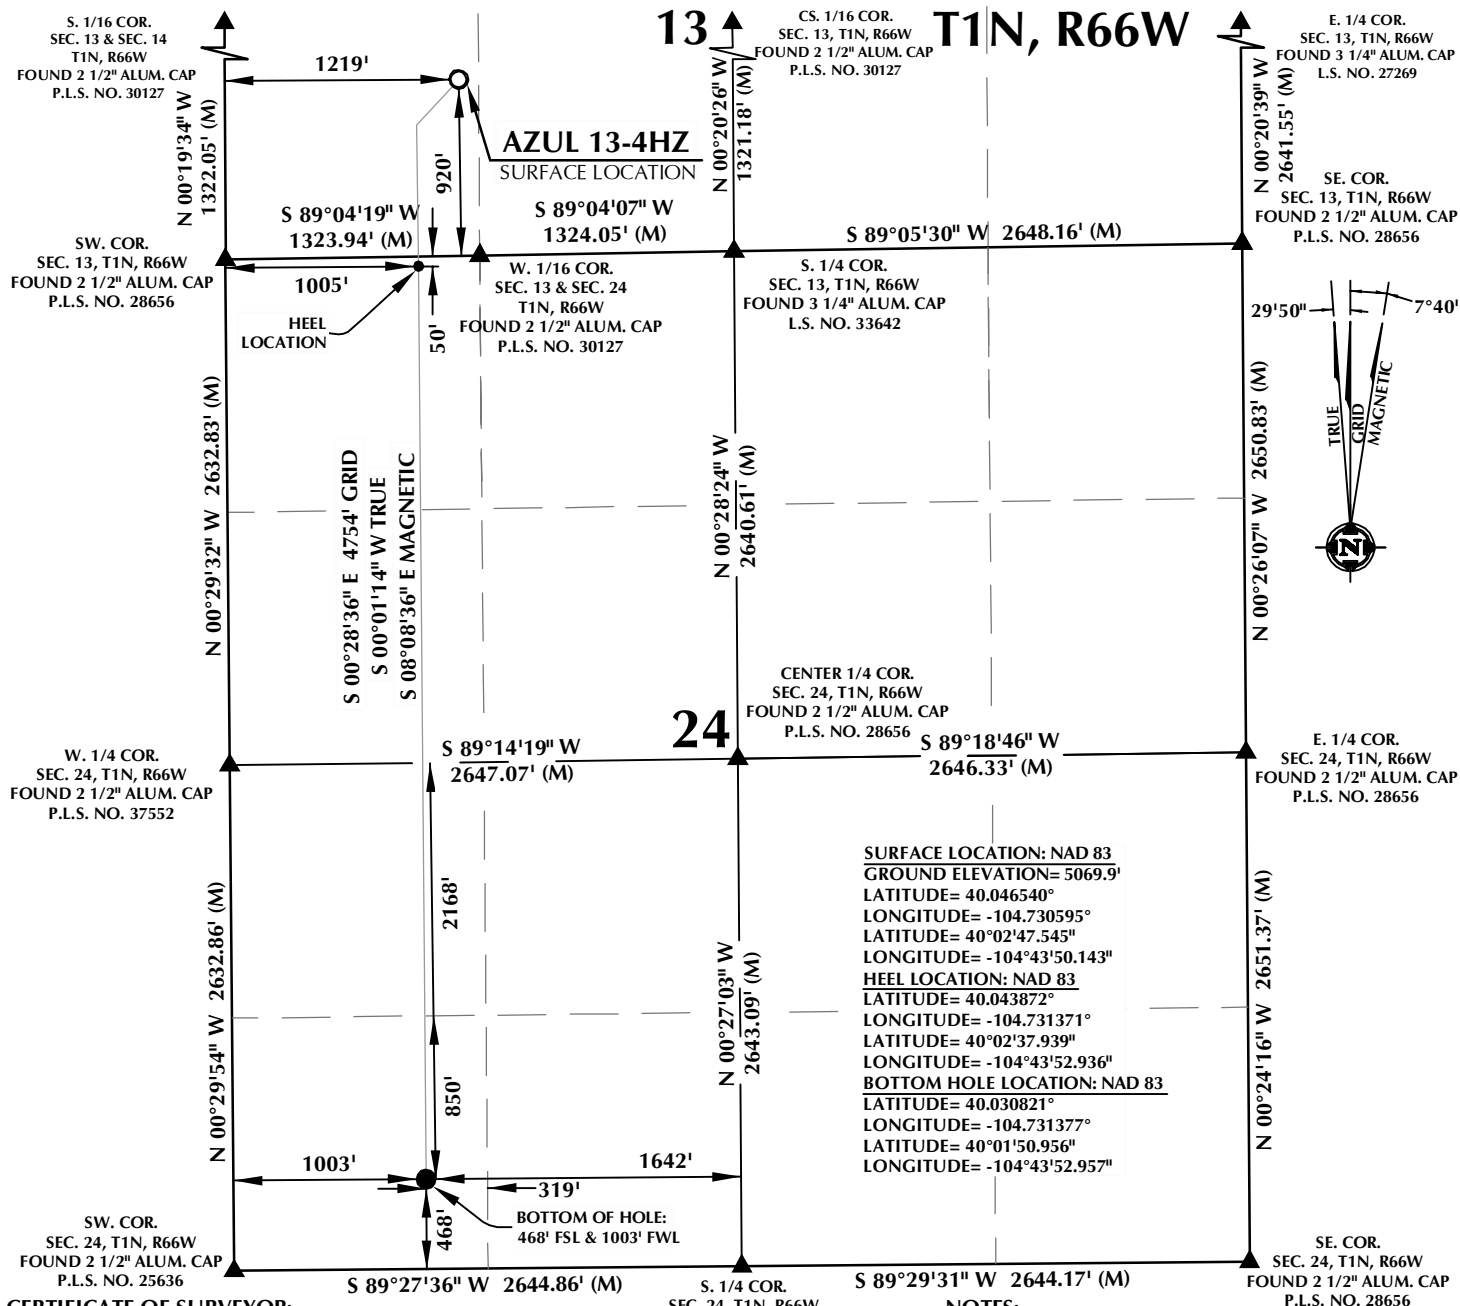 S. 1/16 COR.
SEC. 13 & SEC. 14
T1N, R66W
FOUND 2 1/2" ALUM. CAP
P.L.S. NO. 30127
13
CS. 1/16 COR.
SEC. 13, T1N, R66W
FOUND 2 1/2" ALUM. CAP
P.L.S. NO. 30127
T1N, R66W
E. 1/4 COR.
SEC. 13, T1N, R66W
FOUND 3 1/4" ALUM. CAP
L.S. NO. 27269
1219'
N 00°19'34" W
1322.05' (M)
920'
AZUL 13-4HZ
SURFACE LOCATION
N 00°20'26" W
1321.18' (M)
N 00°20'39" W
2641.55' (M)
SE. COR.
SEC. 13, T1N, R66W
FOUND 2 1/2" ALUM. CAP
P.L.S. NO. 28656
S 89°04'19" W
1323.94' (M)
S 89°04'07" W
1324.05' (M)
S 89°05'30" W 2648.16' (M)
SW. COR.
SEC. 13, T1N, R66W
FOUND 2 1/2" ALUM. CAP
P.L.S. NO. 28656
1005'
HEEL
LOCATION
50'
W. 1/16 COR.
SEC. 13 & SEC. 24
T1N, R66W
FOUND 2 1/2" ALUM. CAP
P.L.S. NO. 30127
S. 1/4 COR.
SEC. 13, T1N, R66W
FOUND 3 1/4" ALUM. CAP
L.S. NO. 33642
29'50"
7°40'
TRUE
GRID
MAGNETIC
N
N 00°29'32" W 2632.83' (M)
S 00°28'36" E 4754' GRID
S 00°01'14" W TRUE
S 08°08'36" E MAGNETIC
N 00°28'24" W
2640.61' (M)
N 00°26'07" W 2650.83' (M)
CENTER 1/4 COR.
SEC. 24, T1N, R66W
FOUND 2 1/2" ALUM. CAP
P.L.S. NO. 28656
24
S 89°14'19" W
2647.07' (M)
S 89°18'46" W
2646.33' (M)
W. 1/4 COR.
SEC. 24, T1N, R66W
FOUND 2 1/2" ALUM. CAP
P.L.S. NO. 37552
E. 1/4 COR.
SEC. 24, T1N, R66W
FOUND 2 1/2" ALUM. CAP
P.L.S. NO. 28656
2168'
850'
N 00°29'54" W 2632.86' (M)
N 00°27'03" W
2643.09' (M)
SURFACE LOCATION: NAD 83
GROUND ELEVATION= 5069.9'
LATITUDE= 40.046540°
LONGITUDE= -104.730595°
LATITUDE= 40°02'47.545"
LONGITUDE= -104°43'50.143"
HEEL LOCATION: NAD 83
LATITUDE= 40.043872°
LONGITUDE= -104.731371°
LATITUDE= 40°02'37.939"
LONGITUDE= -104°43'52.936"
BOTTOM HOLE LOCATION: NAD 83
LATITUDE= 40.030821°
LONGITUDE= -104.731377°
LATITUDE= 40°01'50.956"
LONGITUDE= -104°43'52.957"
N 00°24'16" W 2651.37' (M)
1003'
1642'
319'
468'
BOTTOM OF HOLE:
468' FSL & 1003' FWL
SW. COR.
SEC. 24, T1N, R66W
FOUND 2 1/2" ALUM. CAP
P.L.S. NO. 25636
S 89°27'36" W 2644.86' (M)
S. 1/4 COR.
SEC. 24, T1N, R66W
S 89°29'31" W 2644.17' (M)
SE. COR.
SEC. 24, T1N, R66W
FOUND 2 1/2" ALUM. CAP
P.L.S. NO. 28656
CERTIFICATE OF SURVEYOR:
NOTES: